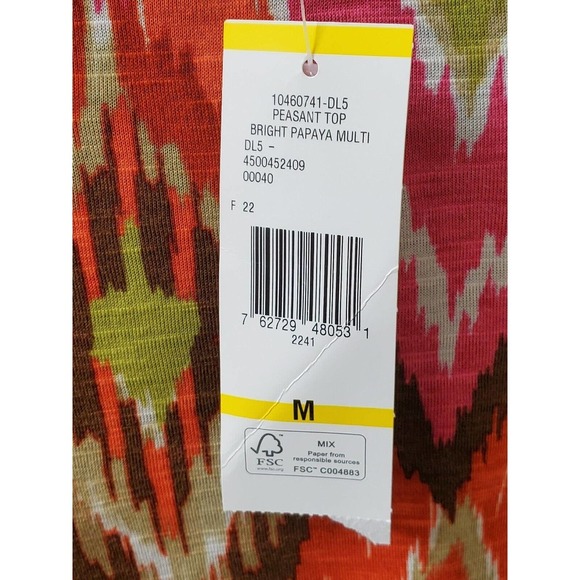 10460741-DL5
PEASANT TOP
BRIGHT PAPAYA MULTI
DL5 -
4500452409
00040
F 22
7 62729 48053 1
2241
M
FSC
www.fsc.org
MIX
Paper from
responsible sources
FSC™ C004883